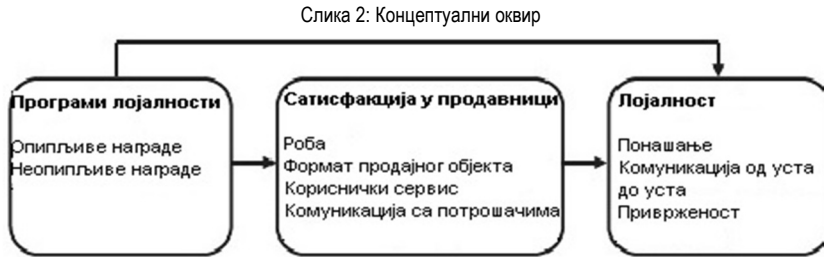 Слика 2: Концептуални оквир
Програми лојалности
Опипљиве награде
Неопипљиве награде
Сатисфакција у продавници
Роба
Формат продајног објекта
Кориснички сервис
Комуникација са потрошачима
Лојалност
Понашање
Комуникација од уста
до уста
Приврженост